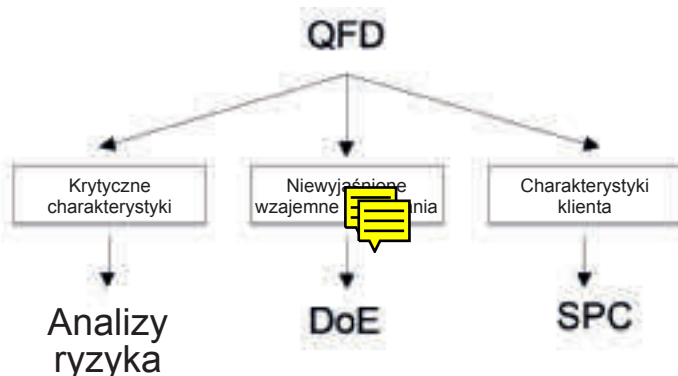 QFD
Krytyczne
charakterystyki
Niewyjaśnione
wzajemne
Charakterystyki
klienta
Analizy
ryzyka
DoE
SPC